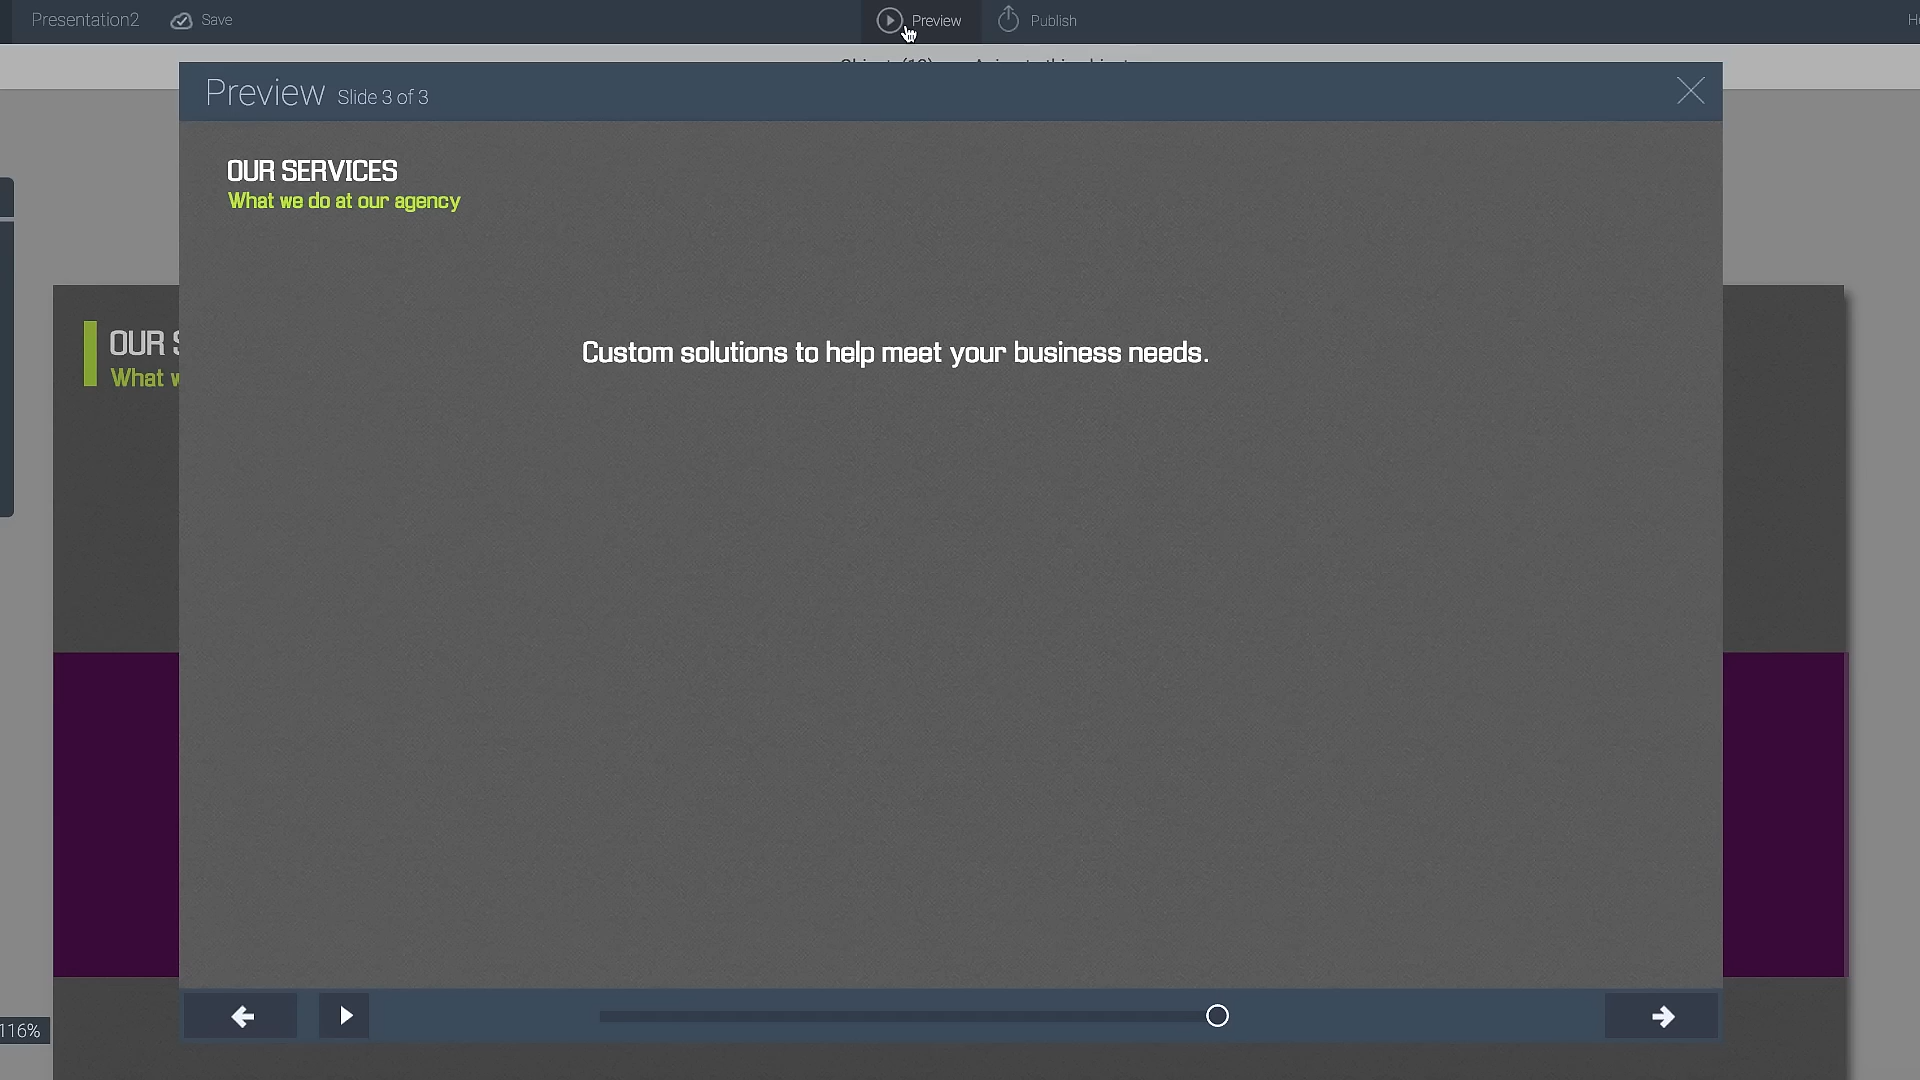 Presentation2 Save Preview Publish
Preview Slide 3 of 3
OUR SERVICES
What we do at our agency
Custom solutions to help meet your business needs.
OUR
What
116%